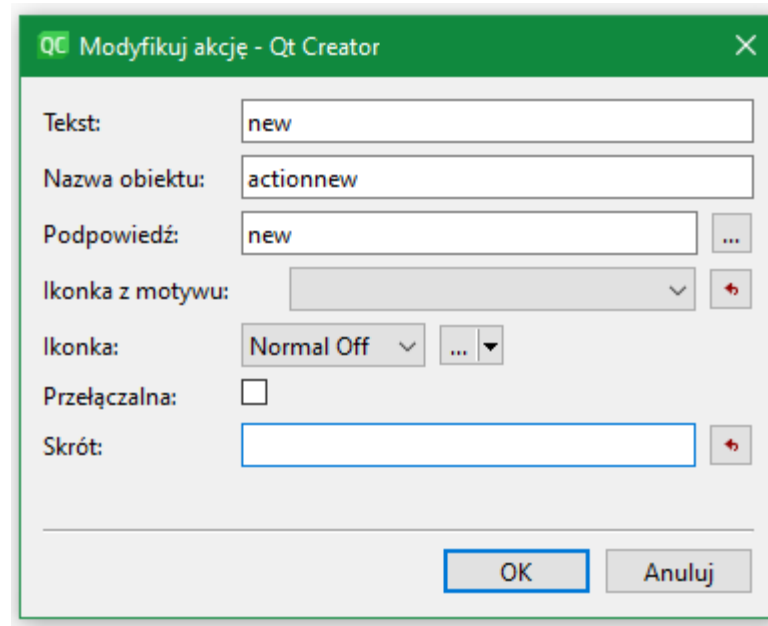 QC Modyfikuj akcję - Qt Creator
Tekst: new
Nazwa obiektu: actionnew
Podpowiedź: new ...
Ikonka z motywu:
Ikonka: Normal Off ...
Przełączalna:
Skrót:
OK Anuluj